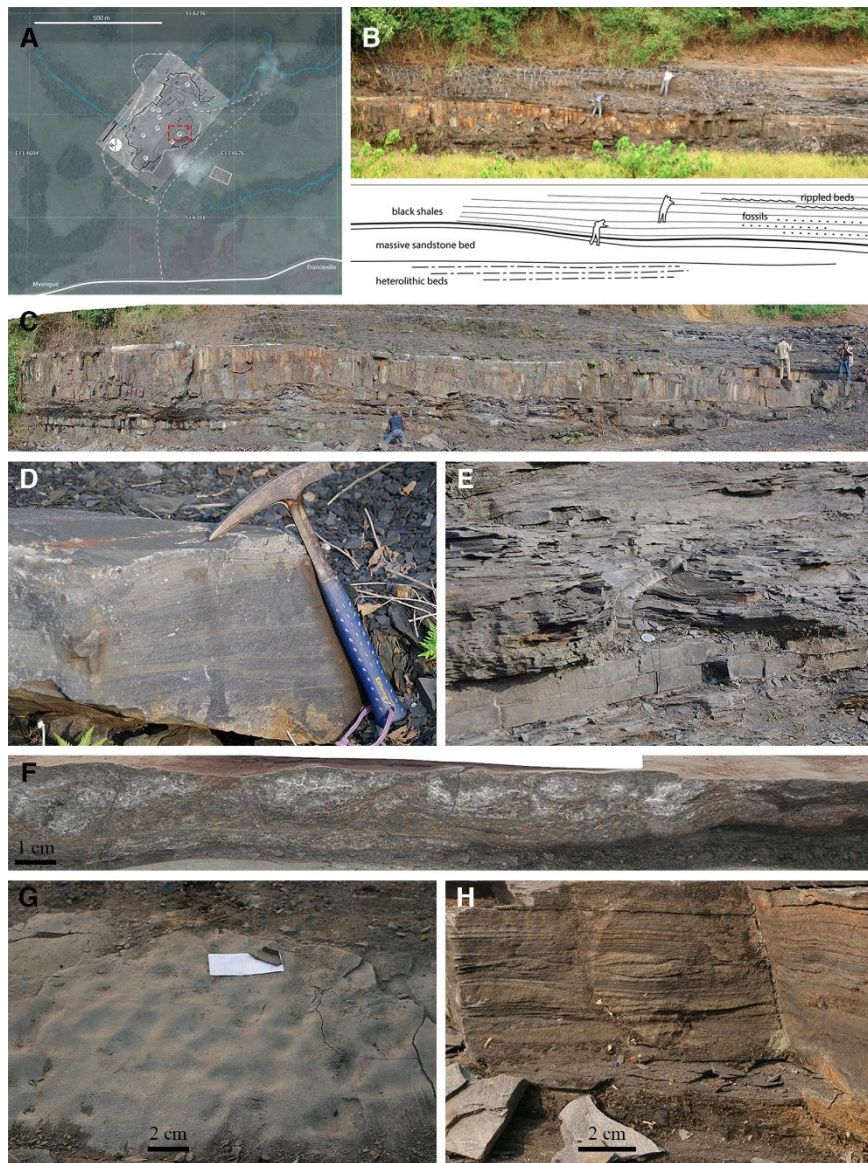 A
500 m
Mvengue
Franceville
B
black shales
rippled beds
fossils
massive sandstone bed
heterolithic beds
C
D
E
F
1 cm
G
2 cm
H
2 cm